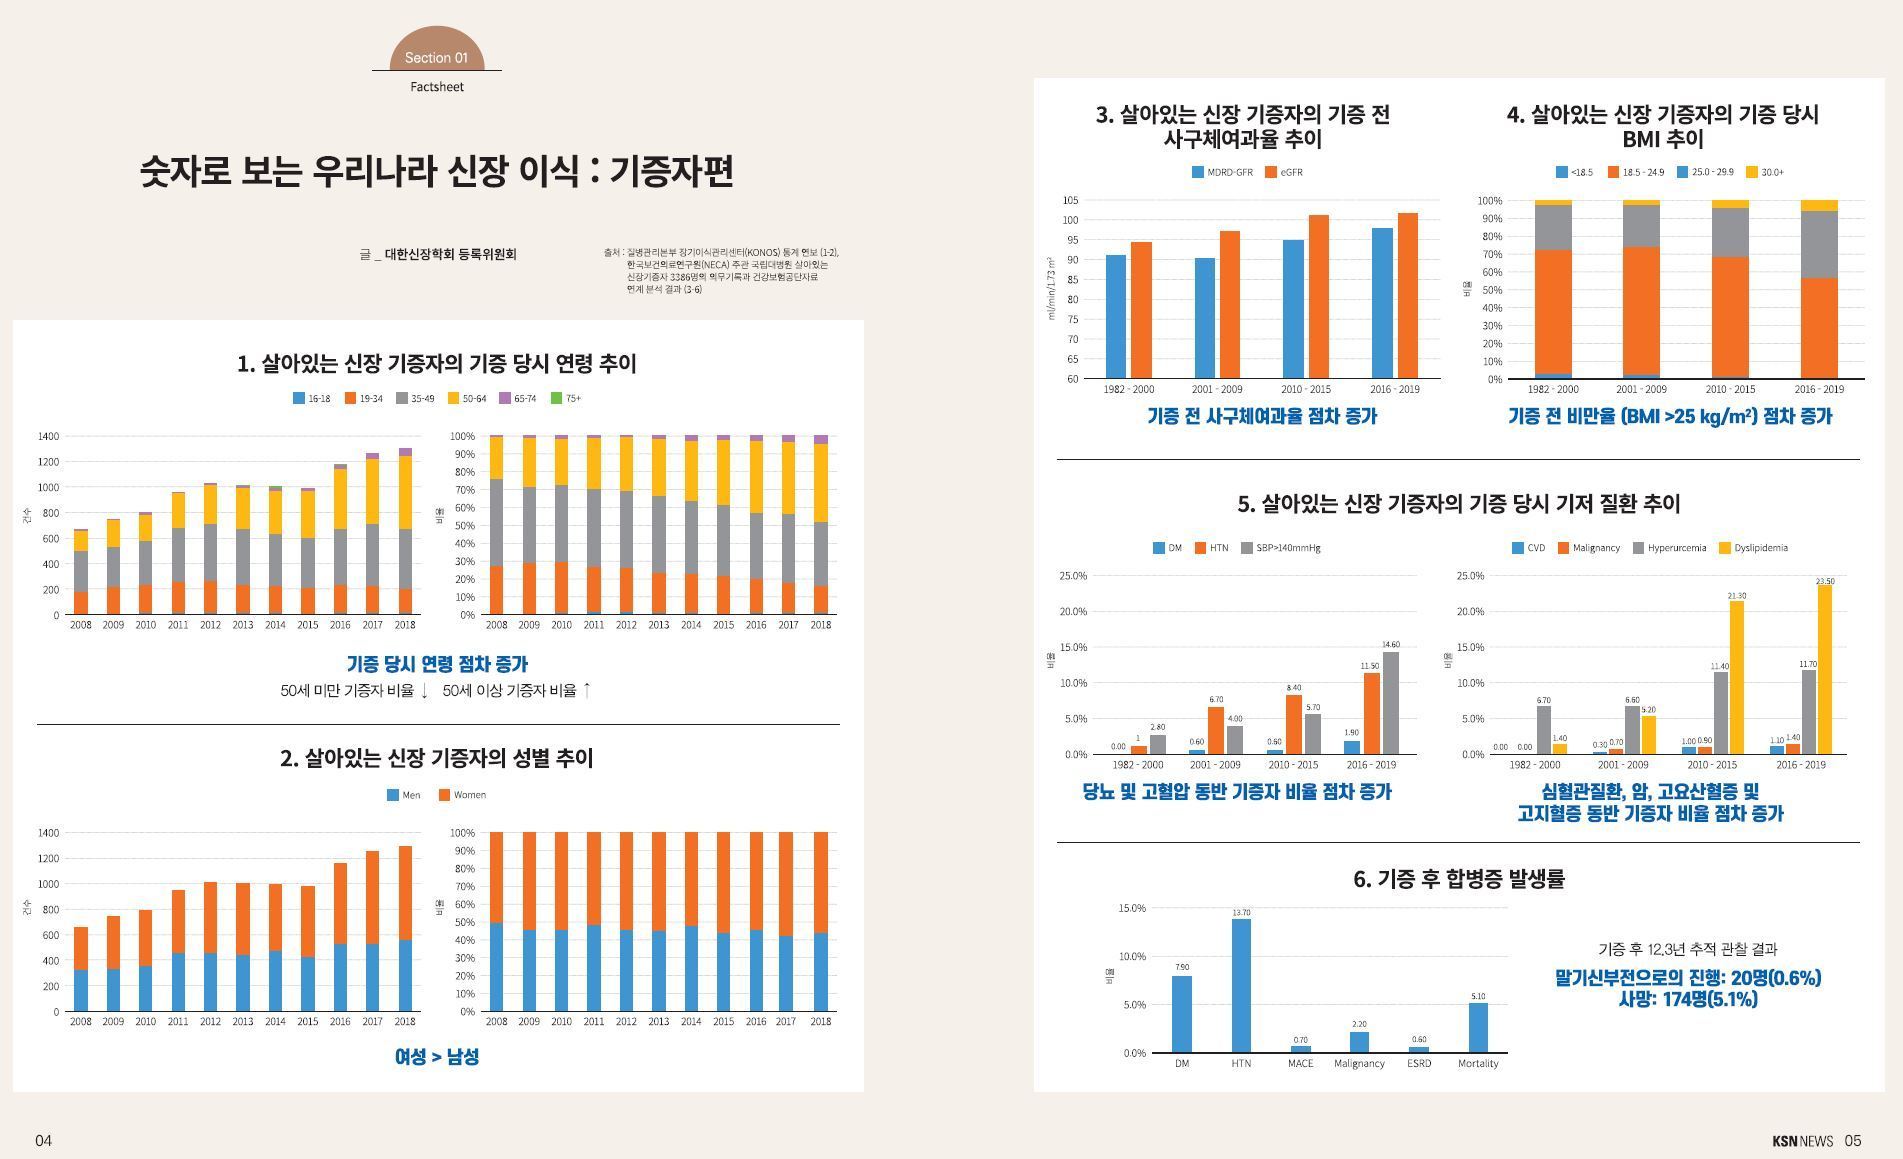 Section 01
Factsheet
숫자로 보는 우리나라 신장 이식 : 기증자편
글 _ 대한신장학회 등록위원회
출처 : 질병관리본부 장기이식관리센터(KONOS) 통계 연보 (1-2),
한국보건의료연구원(NECA) 주관 국립대병원 살아있는
신장기증자 3386명의 의무기록과 건강보험공단자료
연계 분석 결과 (3-6)
1. 살아있는 신장 기증자의 기증 당시 연령 추이
16-18 19-34 35-49 50-64 65-74 75+
건수
1400
1200
1000
800
600
400
200
0
2008 2009 2010 2011 2012 2013 2014 2015 2016 2017 2018
비율
100%
90%
80%
70%
60%
50%
40%
30%
20%
10%
0%
2008 2009 2010 2011 2012 2013 2014 2015 2016 2017 2018
기증 당시 연령 점차 증가
50세 미만 기증자 비율 ↓ 50세 이상 기증자 비율 ↑
2. 살아있는 신장 기증자의 성별 추이
Men Women
건수
1400
1200
1000
800
600
400
200
0
2008 2009 2010 2011 2012 2013 2014 2015 2016 2017 2018
비율
100%
90%
80%
70%
60%
50%
40%
30%
20%
10%
0%
2008 2009 2010 2011 2012 2013 2014 2015 2016 2017 2018
여성 > 남성
04
3. 살아있는 신장 기증자의 기증 전
사구체여과율 추이
MDRD-GFR eGFR
ml/min/1.73 m²
105
100
95
90
85
80
75
70
65
60
1982 - 2000 2001 - 2009 2010 - 2015 2016 - 2019
기증 전 사구체여과율 점차 증가
4. 살아있는 신장 기증자의 기증 당시
BMI 추이
<18.5 18.5 - 24.9 25.0 - 29.9 30.0+
비율
100%
90%
80%
70%
60%
50%
40%
30%
20%
10%
0%
1982 - 2000 2001 - 2009 2010 - 2015 2016 - 2019
기증 전 비만율 (BMI >25 kg/m²) 점차 증가
5. 살아있는 신장 기증자의 기증 당시 기저 질환 추이
DM HTN SBP>140mmHg
비율
25.0%
20.0%
15.0%
10.0%
5.0%
0.0%
0.00 1 2.80 0.60 6.70 4.00 0.60 8.40 5.70 1.90 11.50 14.60
1982 - 2000 2001 - 2009 2010 - 2015 2016 - 2019
당뇨 및 고혈압 동반 기증자 비율 점차 증가
CVD Malignancy Hyperurcemia Dyslipidemia
비율
25.0%
20.0%
15.0%
10.0%
5.0%
0.0%
0.00 0.00 6.70 1.40 0.30 0.70 6.60 5.20 1.00 0.90 11.40 21.30 1.10 1.40 11.70 23.50
1982 - 2000 2001 - 2009 2010 - 2015 2016 - 2019
심혈관질환, 암, 고요산혈증 및
고지혈증 동반 기증자 비율 점차 증가
6. 기증 후 합병증 발생률
비율
15.0%
10.0%
5.0%
0.0%
7.90 13.70 0.70 2.20 0.60 5.10
DM HTN MACE Malignancy ESRD Mortality
기증 후 12.3년 추적 관찰 결과
말기신부전으로의 진행: 20명(0.6%)
사망: 174명(5.1%)
KSN NEWS 05